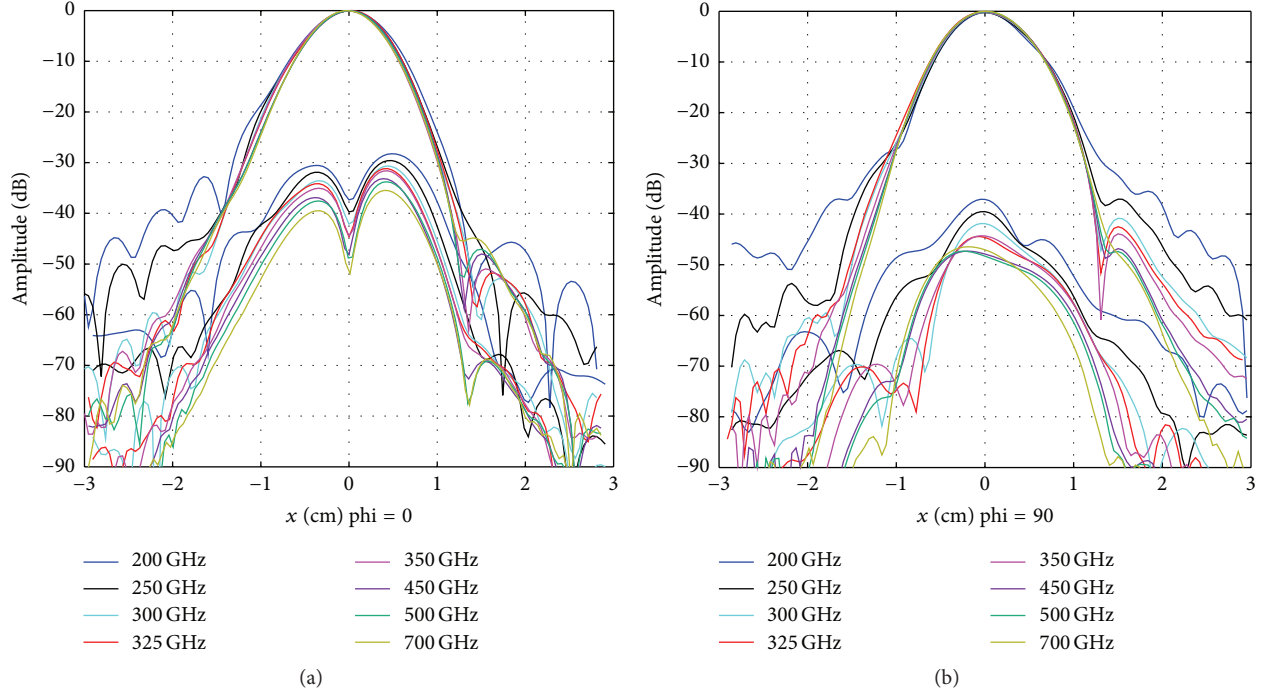 0
−10
−20
−30
−40
−50
−60
−70
−80
−90
Amplitude (dB)
−3 −2 −1 0 1 2 3
x (cm) phi = 0
200 GHz
250 GHz
300 GHz
325 GHz
350 GHz
450 GHz
500 GHz
700 GHz
(a)
0
−10
−20
−30
−40
−50
−60
−70
−80
−90
Amplitude (dB)
−3 −2 −1 0 1 2 3
x (cm) phi = 90
200 GHz
250 GHz
300 GHz
325 GHz
350 GHz
450 GHz
500 GHz
700 GHz
(b)